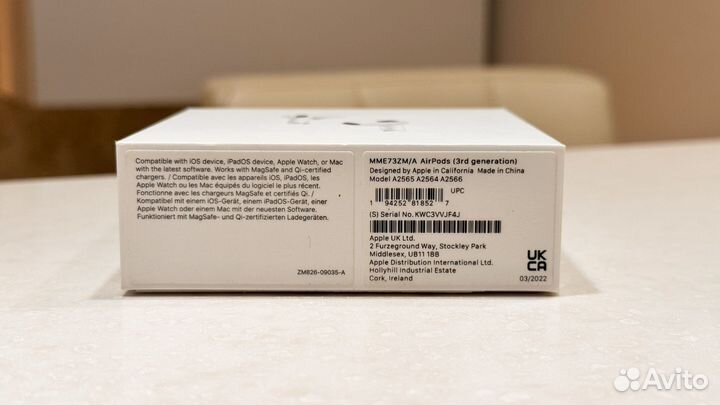 Compatible with iOS device, iPadOS device, Apple Watch, or Mac
with the latest software. Works with MagSafe and Qi-certified
chargers. / Compatible avec les appareils iOS, iPadOS, les
Apple Watch ou les Mac équipés du logiciel le plus récent.
Fonctionne avec les chargeurs MagSafe et certifiés Qi. /
Kompatibel mit einem iOS-Gerät, einem iPadOS-Gerät, einer
Apple Watch oder einem Mac mit der neuesten Software.
Funktioniert mit MagSafe- und Qi-zertifizierten Ladegeräten.
ZM826-09035-A
MME73ZM/A AirPods (3rd generation)
Designed by Apple in California Made in China
Model A2565 A2564 A2566
UPC
1 94252 81852 7
(S) Serial No. KWC3VVJF4J
Apple UK Ltd.
2 Furzeground Way, Stockley Park
Middlesex, UB11 1BB
Apple Distribution International Ltd.
Hollyhill Industrial Estate
Cork, Ireland
UK
CA
03/2022
Avito